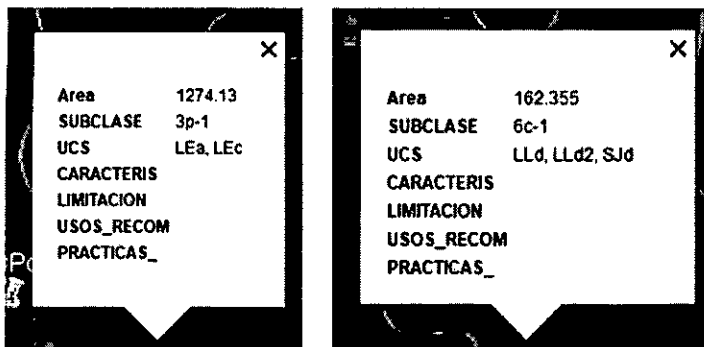 Area 1274.13
SUBCLASE 3p-1
UCS LEa, LEc
CARACTERIS
LIMITACION
USOS_RECOM
PRACTICAS_
Area 162.355
SUBCLASE 6c-1
UCS LLd, LLd2, SJd
CARACTERIS
LIMITACION
USOS_RECOM
PRACTICAS_